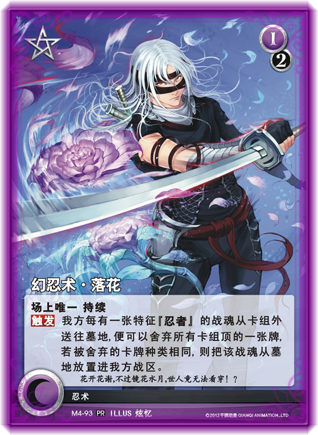 I
2
幻忍术·落花
场上唯一 持续
触发 我方每有一张特征『忍者』的战魂从卡组外
送往墓地,便可以舍弃所有卡组顶的一张牌,
若被舍弃的卡牌种类相同,则把该战魂从墓
地放置进我方战区。
花开花谢,不过镜花水月,世人竟无法看穿!?
忍术
M4-93 PR ILLUS 炫忆